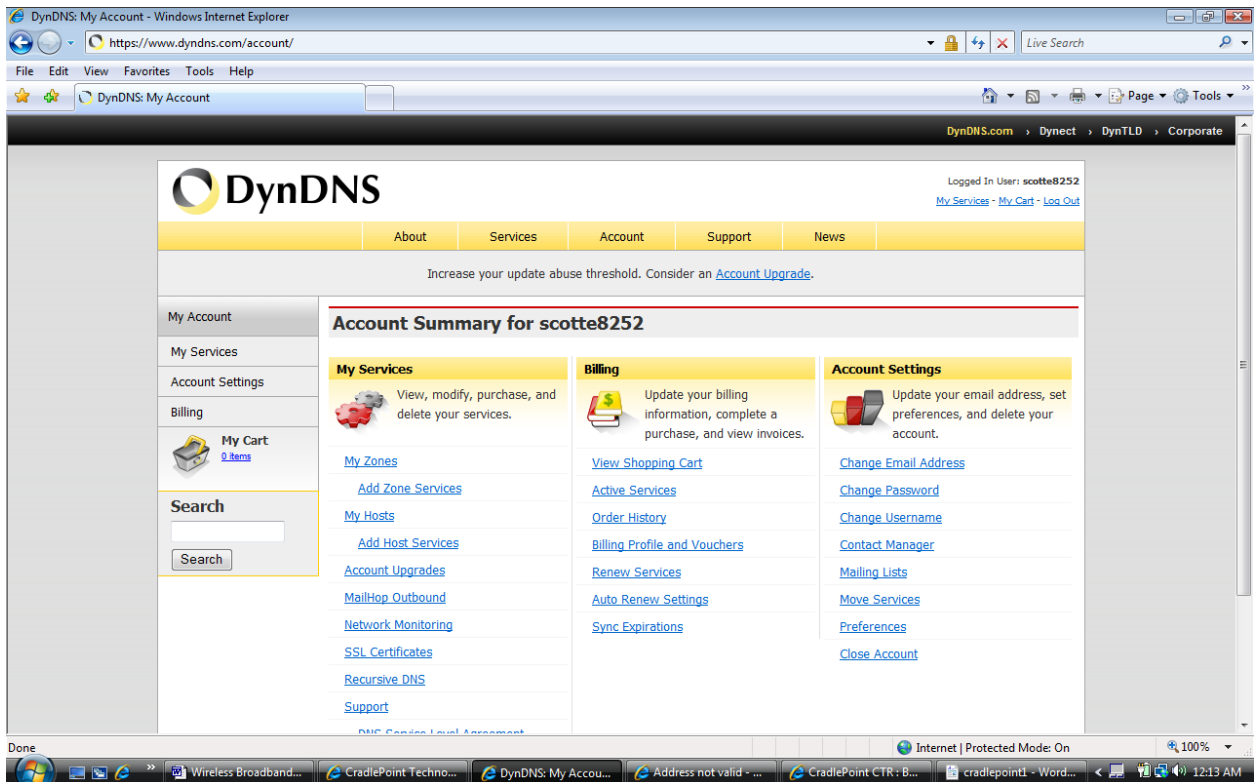 DynDNS: My Account - Windows Internet Explorer
https://www.dyndns.com/account/
Live Search
File Edit View Favorites Tools Help
DynDNS: My Account
Page Tools
DynDNS.com › Dynect › DynTLD › Corporate
DynDNS
Logged In User: scotte8252
My Services - My Cart - Log Out
About Services Account Support News
Increase your update abuse threshold. Consider an Account Upgrade.
My Account
My Services
Account Settings
Billing
My Cart
0 items
Search
Search
Account Summary for scotte8252
My Services
View, modify, purchase, and
delete your services.
My Zones
Add Zone Services
My Hosts
Add Host Services
Account Upgrades
MailHop Outbound
Network Monitoring
SSL Certificates
Recursive DNS
Support
DNS Service Level Agreement
Billing
Update your billing
information, complete a
purchase, and view invoices.
View Shopping Cart
Active Services
Order History
Billing Profile and Vouchers
Renew Services
Auto Renew Settings
Sync Expirations
Account Settings
Update your email address, set
preferences, and delete your
account.
Change Email Address
Change Password
Change Username
Contact Manager
Mailing Lists
Move Services
Preferences
Close Account
Done
Internet | Protected Mode: On
100%
Wireless Broadband...
CradlePoint Techno...
DynDNS: My Accou...
Address not valid - ...
CradlePoint CTR : B...
cradlepoint1 - Word...
12:13 AM